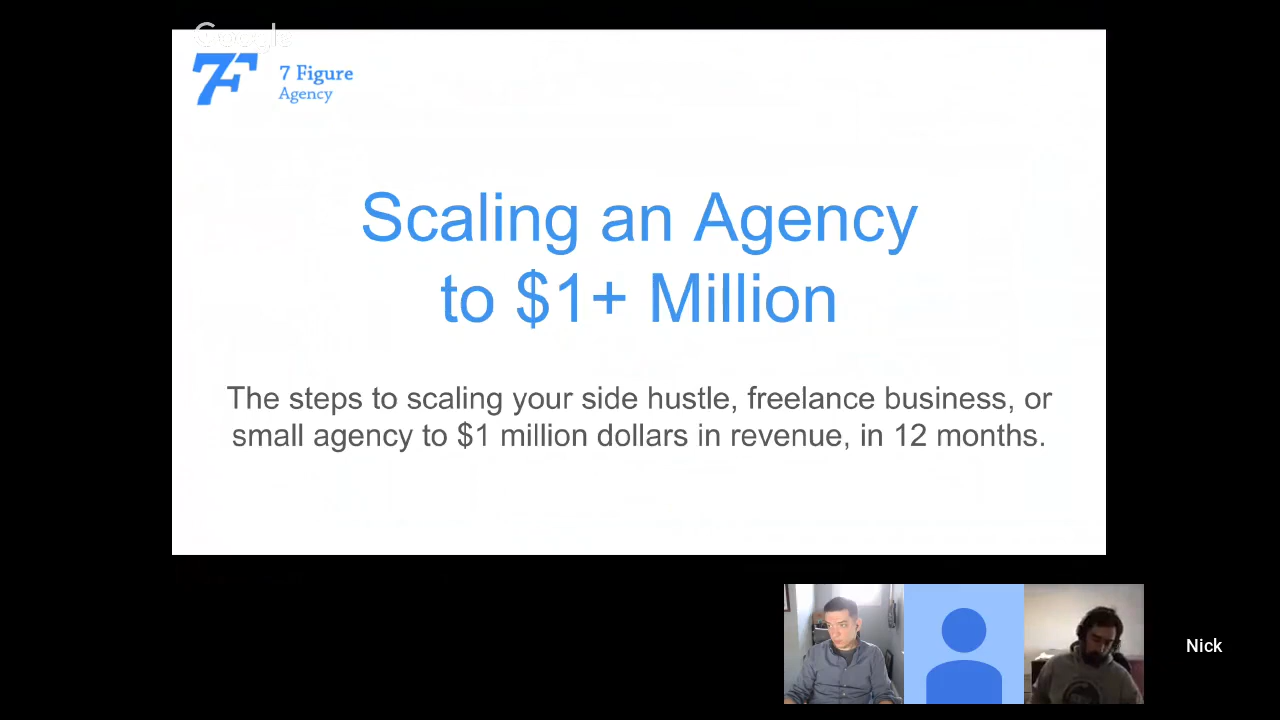 Google
7 Figure
Agency
Scaling an Agency
to $1+ Million
The steps to scaling your side hustle, freelance business, or
small agency to $1 million dollars in revenue, in 12 months.
Nick